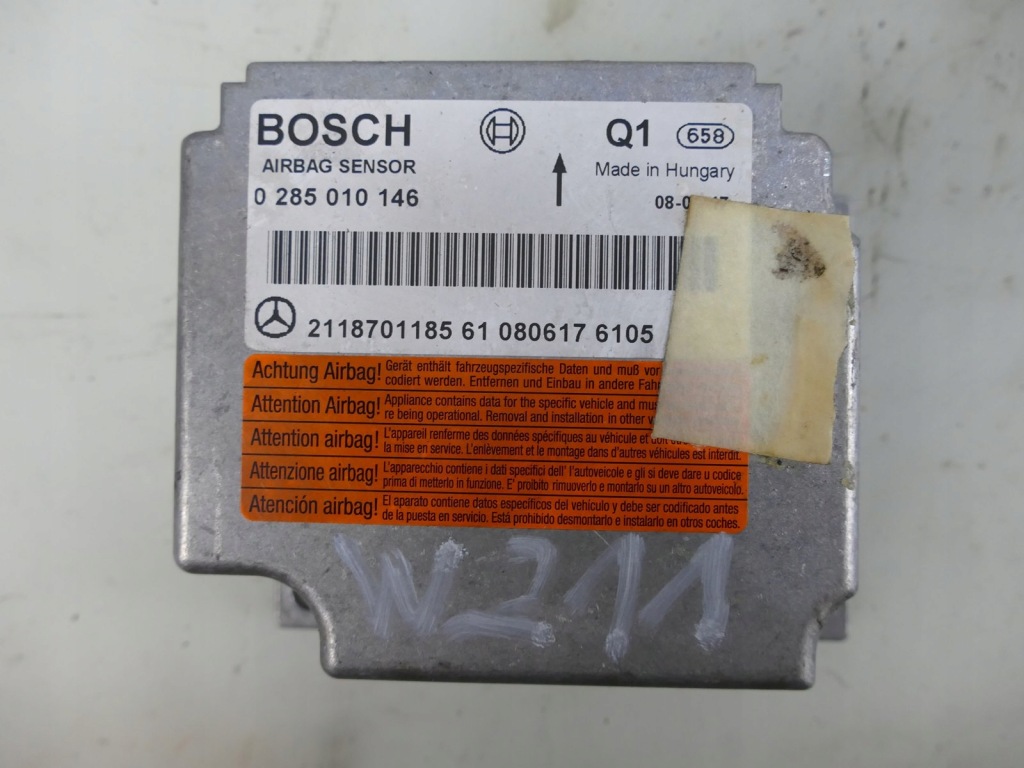 BOSCH Q1 658
AIRBAG SENSOR Made in Hungary
0 285 010 146
2118701185 61 080617 6105
Achtung Airbag! Gerät enthält fahrzeugspezifische Daten und muß vor
codiert werden. Entfernen und Einbau in andere
Attention Airbag! Appliance contains data for the specific vehicle and
re being operational. Removal and installation in other
Attention airbag! L'appareil renferme des données spécifiques au véhicule et doit
la mise en service. L'enlèvement et le montage dans d'autres véhicules est interdit.
Attenzione airbag! L'apparecchio contiene i dati specifici dell' l'autoveicolo e gli si deve dare u codice
prima di metterlo in funzione. E' proibito rimuoverlo e montarlo su un altro autoveicolo.
Atención airbag! El aparato contiene datos específicos del vehículo y debe ser codificado antes
de la puesta en servicio. Está prohibido desmontarlo e instalarlo en otros coches.
W211